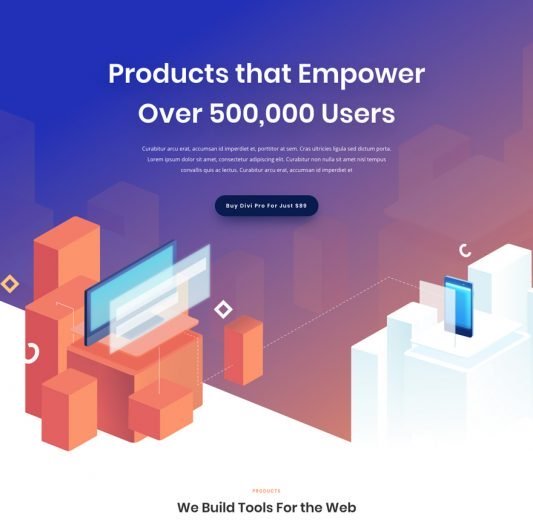 Products that Empower
Over 500,000 Users
Curabitur arcu erat, accumsan id imperdiet et, porttitor at sem. Cras ultricies ligula sed dictum porta.
Lorem ipsum dolor sit amet, consectetur adipiscing elit. Curabitur non nulla sit amet nisl tempus
convallis quis ac lectus. Curabitur arcu erat, accumsan id imperdiet et
Buy Divi Pro For Just $89
PRODUCTS
We Build Tools For the Web